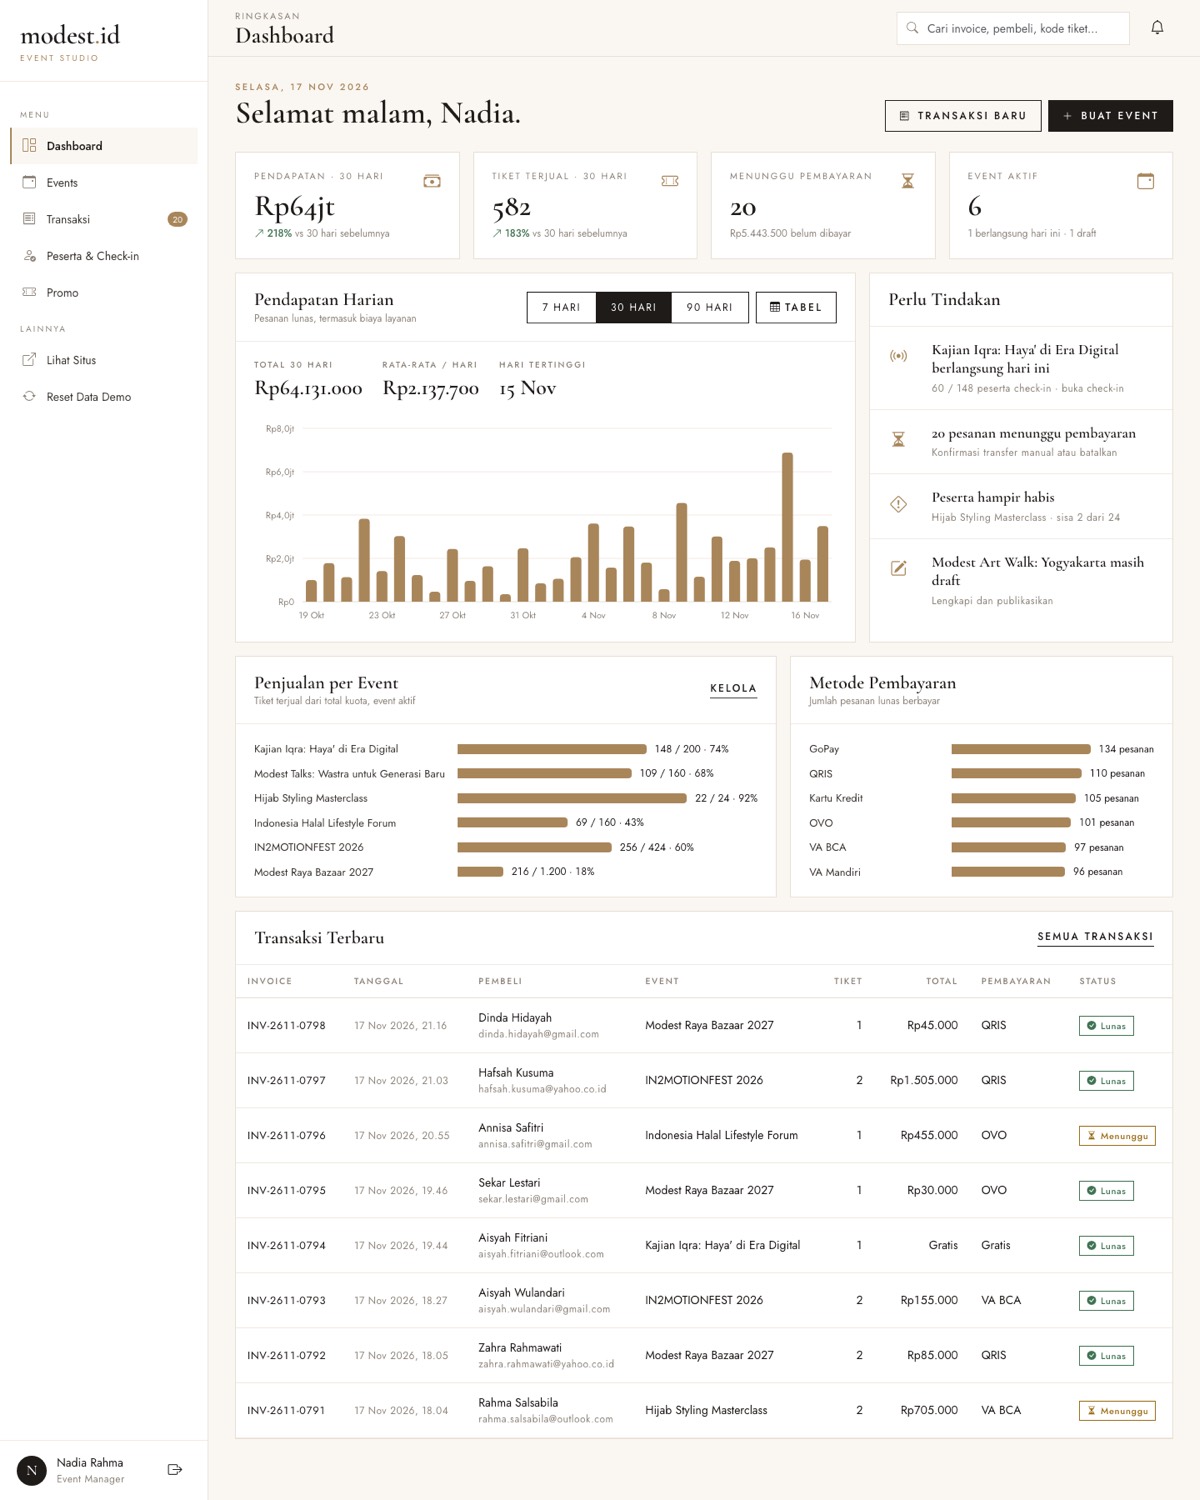 modest.id
EVENT STUDIO
MENU
Dashboard
Events
Transaksi 20
Peserta & Check-in
Promo
LAINNYA
Lihat Situs
Reset Data Demo
Nadia Rahma
Event Manager
N
RINGKASAN
Dashboard
Cari invoice, pembeli, kode tiket...
SELASA, 17 NOV 2026
Selamat malam, Nadia.
TRANSAKSI BARU
+ BUAT EVENT
PENDAPATAN · 30 HARI
Rp64jt
↗ 218% vs 30 hari sebelumnya
TIKET TERJUAL · 30 HARI
582
↗ 183% vs 30 hari sebelumnya
MENUNGGU PEMBAYARAN
20
Rp5.443.500 belum dibayar
EVENT AKTIF
6
1 berlangsung hari ini · 1 draft
Pendapatan Harian
Pesanan lunas, termasuk biaya layanan
7 HARI 30 HARI 90 HARI TABEL
TOTAL 30 HARI
Rp64.131.000
RATA-RATA / HARI
Rp2.137.700
HARI TERTINGGI
15 Nov
Rp8,0jt
Rp6,0jt
Rp4,0jt
Rp2,0jt
Rp0
19 Okt 23 Okt 27 Okt 31 Okt 4 Nov 8 Nov 12 Nov 16 Nov
Perlu Tindakan
Kajian Iqra: Haya' di Era Digital
berlangsung hari ini
60 / 148 peserta check-in · buka check-in
20 pesanan menunggu pembayaran
Konfirmasi transfer manual atau batalkan
Peserta hampir habis
Hijab Styling Masterclass · sisa 2 dari 24
Modest Art Walk: Yogyakarta masih
draft
Lengkapi dan publikasikan
Penjualan per Event
Tiket terjual dari total kuota, event aktif
KELOLA
Kajian Iqra: Haya' di Era Digital 148 / 200 · 74%
Modest Talks: Wastra untuk Generasi Baru 109 / 160 · 68%
Hijab Styling Masterclass 22 / 24 · 92%
Indonesia Halal Lifestyle Forum 69 / 160 · 43%
IN2MOTIONFEST 2026 256 / 424 · 60%
Modest Raya Bazaar 2027 216 / 1.200 · 18%
Metode Pembayaran
Jumlah pesanan lunas berbayar
GoPay 134 pesanan
QRIS 110 pesanan
Kartu Kredit 105 pesanan
OVO 101 pesanan
VA BCA 97 pesanan
VA Mandiri 96 pesanan
Transaksi Terbaru
SEMUA TRANSAKSI
INVOICE TANGGAL PEMBELI EVENT TIKET TOTAL PEMBAYARAN STATUS
INV-2611-0798 17 Nov 2026, 21.16 Dinda Hidayah Modest Raya Bazaar 2027 1 Rp45.000 QRIS Lunas
dinda.hidayah@gmail.com
INV-2611-0797 17 Nov 2026, 21.03 Hafsah Kusuma IN2MOTIONFEST 2026 2 Rp1.505.000 QRIS Lunas
hafsah.kusuma@yahoo.co.id
INV-2611-0796 17 Nov 2026, 20.55 Annisa Safitri Indonesia Halal Lifestyle Forum 1 Rp455.000 OVO Menunggu
annisa.safitri@gmail.com
INV-2611-0795 17 Nov 2026, 19.46 Sekar Lestari Modest Raya Bazaar 2027 1 Rp30.000 OVO Lunas
sekar.lestari@gmail.com
INV-2611-0794 17 Nov 2026, 19.44 Aisyah Fitriani Kajian Iqra: Haya' di Era Digital 1 Gratis Gratis Lunas
aisyah.fitriani@outlook.com
INV-2611-0793 17 Nov 2026, 18.27 Aisyah Wulandari IN2MOTIONFEST 2026 2 Rp155.000 VA BCA Lunas
aisyah.wulandari@gmail.com
INV-2611-0792 17 Nov 2026, 18.05 Zahra Rahmawati Modest Raya Bazaar 2027 2 Rp85.000 QRIS Lunas
zahra.rahmawati@yahoo.co.id
INV-2611-0791 17 Nov 2026, 18.04 Rahma Salsabila Hijab Styling Masterclass 2 Rp705.000 VA BCA Menunggu
rahma.salsabila@outlook.com